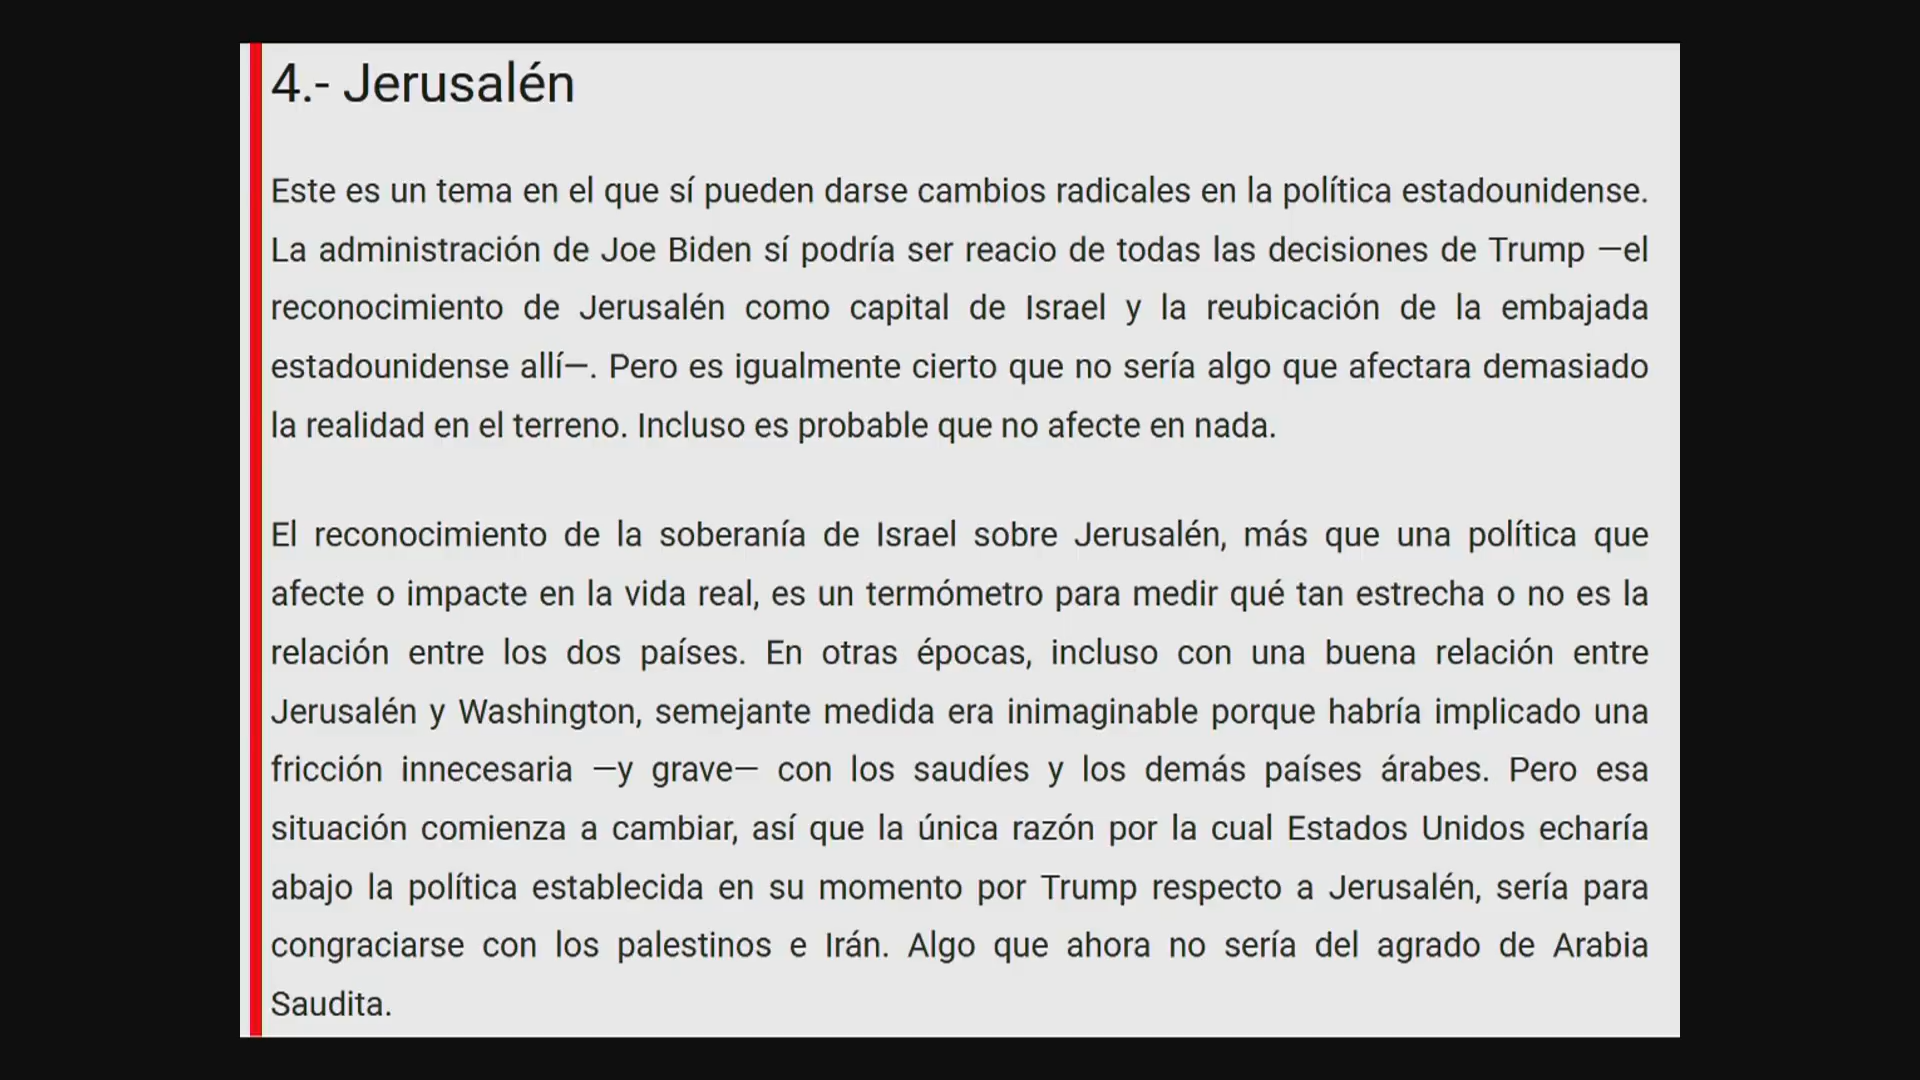 4.- Jerusalén
Este es un tema en el que sí pueden darse cambios radicales en la política estadounidense.
La administración de Joe Biden sí podría ser reacio de todas las decisiones de Trump —el
reconocimiento de Jerusalén como capital de Israel y la reubicación de la embajada
estadounidense allí—. Pero es igualmente cierto que no sería algo que afectara demasiado
la realidad en el terreno. Incluso es probable que no afecte en nada.
El reconocimiento de la soberanía de Israel sobre Jerusalén, más que una política que
afecte o impacte en la vida real, es un termómetro para medir qué tan estrecha o no es la
relación entre los dos países. En otras épocas, incluso con una buena relación entre
Jerusalén y Washington, semejante medida era inimaginable porque habría implicado una
fricción innecesaria —y grave— con los saudíes y los demás países árabes. Pero esa
situación comienza a cambiar, así que la única razón por la cual Estados Unidos echaría
abajo la política establecida en su momento por Trump respecto a Jerusalén, sería para
congraciarse con los palestinos e Irán. Algo que ahora no sería del agrado de Arabia
Saudita.